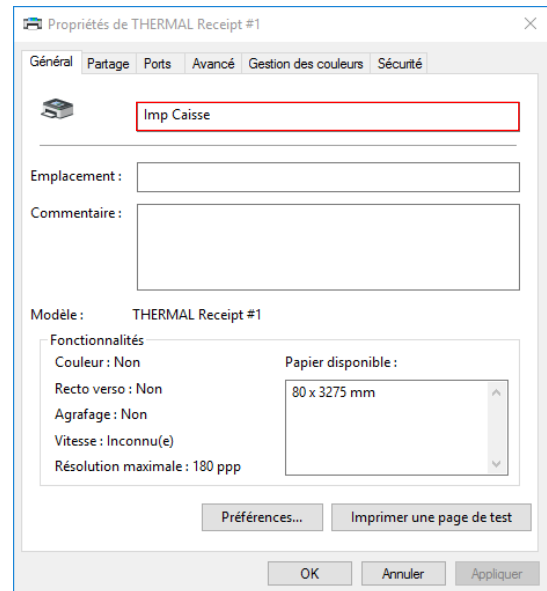 Propriétés de THERMAL Receipt #1
Général Partage Ports Avancé Gestion des couleurs Sécurité
Imp Caisse
Emplacement :
Commentaire :
Modèle : THERMAL Receipt #1
Fonctionnalités
Couleur : Non
Recto verso : Non
Agrafage : Non
Vitesse : Inconnu(e)
Résolution maximale : 180 ppp
Papier disponible :
80 x 3275 mm
Préférences... Imprimer une page de test
OK Annuler Appliquer